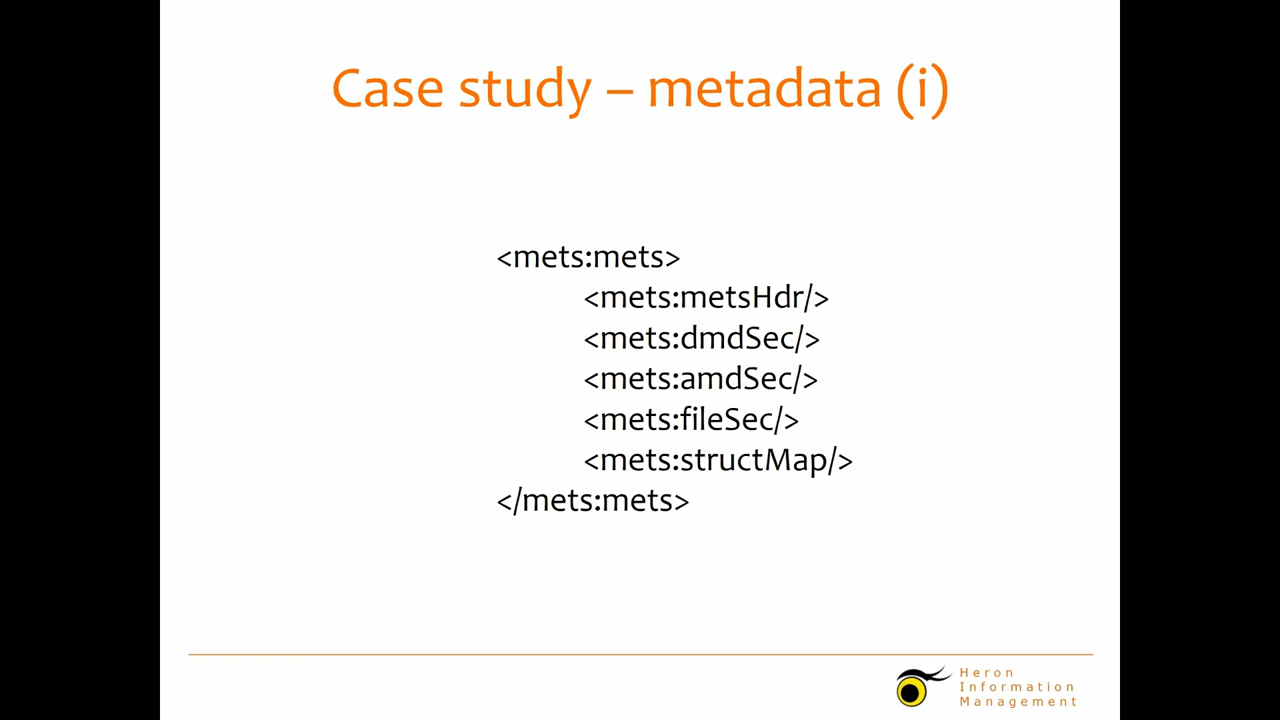 Case study – metadata (i)
<mets:mets>
<mets:metsHdr/>
<mets:dmdSec/>
<mets:amdSec/>
<mets:fileSec/>
<mets:structMap/>
</mets:mets>
Heron
Information
Management